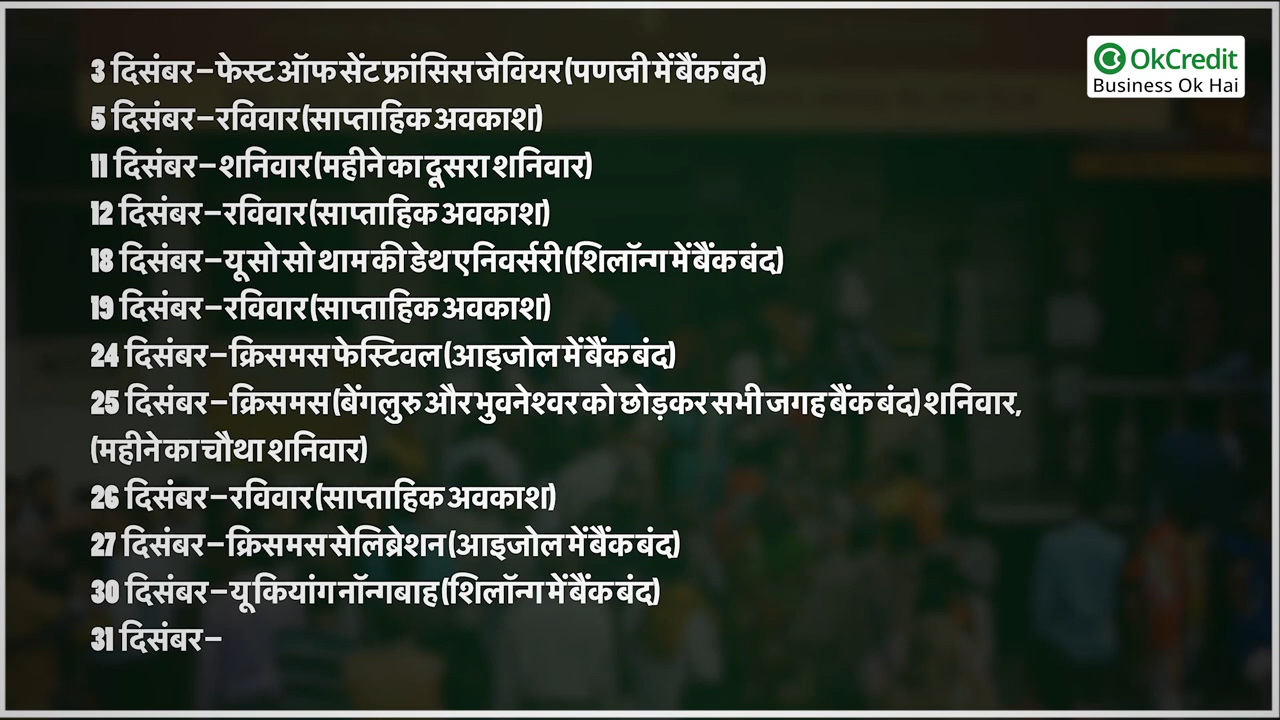 3 दिसंबर – फेस्ट ऑफ सेंट फ्रांसिस जेवियर (पणजी में बैंक बंद)
5 दिसंबर – रविवार (साप्ताहिक अवकाश)
11 दिसंबर – शनिवार (महीने का दूसरा शनिवार)
12 दिसंबर – रविवार (साप्ताहिक अवकाश)
18 दिसंबर – यू सो सो थाम की डेथ एनिवर्सरी (शिलॉन्ग में बैंक बंद)
19 दिसंबर – रविवार (साप्ताहिक अवकाश)
24 दिसंबर – क्रिसमस फेस्टिवल (आइजोल में बैंक बंद)
25 दिसंबर – क्रिसमस (बेंगलुरु और भुवनेश्वर को छोड़कर सभी जगह बैंक बंद) शनिवार,
(महीने का चौथा शनिवार)
26 दिसंबर – रविवार (साप्ताहिक अवकाश)
27 दिसंबर – क्रिसमस सेलिब्रेशन (आइजोल में बैंक बंद)
30 दिसंबर – यू कियांग नॉन्गबाह (शिलॉन्ग में बैंक बंद)
31 दिसंबर –
OkCredit
Business Ok Hai